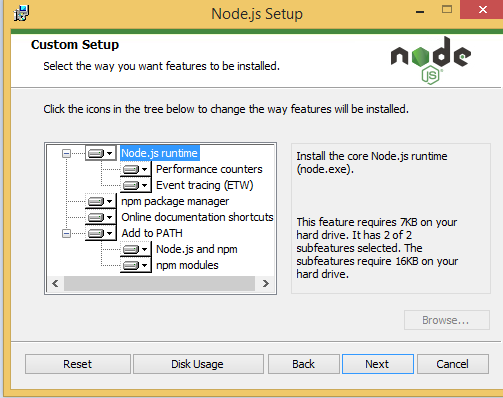 Node.js Setup
Custom Setup
Select the way you want features to be installed.
node
JS
Click the icons in the tree below to change the way features will be installed.
Node.js runtime
Performance counters
Event tracing (ETW)
npm package manager
Online documentation shortcuts
Add to PATH
Node.js and npm
npm modules
Install the core Node.js runtime
(node.exe).
This feature requires 7KB on your
hard drive. It has 2 of 2
subfeatures selected. The
subfeatures require 16KB on your
hard drive.
Browse...
Reset
Disk Usage
Back
Next
Cancel